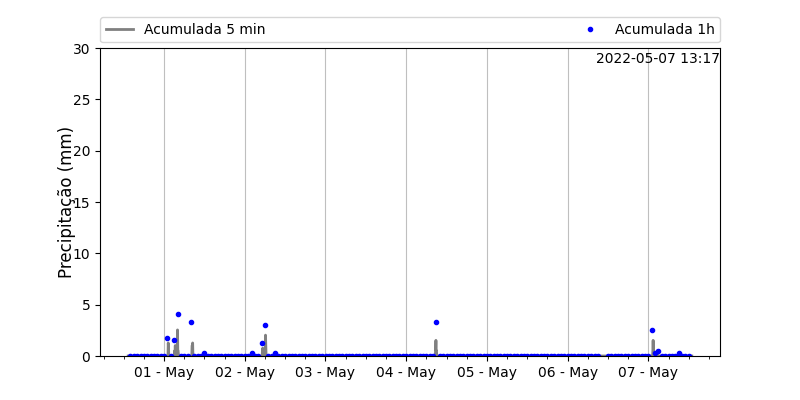 Acumulada 5 min
Acumulada 1h
2022-05-07 13:17
Precipitação (mm)
30
25
20
15
10
5
0
01 - May
02 - May
03 - May
04 - May
05 - May
06 - May
07 - May